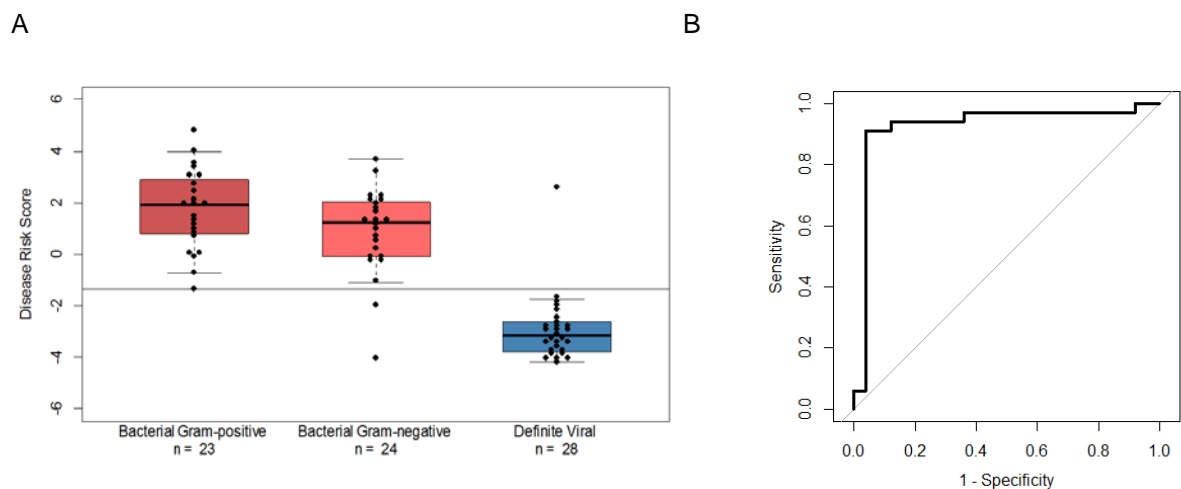 A
B
Disease Risk Score
6
4
2
0
-2
-4
-6
Bacterial Gram-positive
n = 23
Bacterial Gram-negative
n = 24
Definite Viral
n = 28
Sensitivity
1.0
0.8
0.6
0.4
0.2
0.0
0.0 0.2 0.4 0.6 0.8 1.0
1 - Specificity